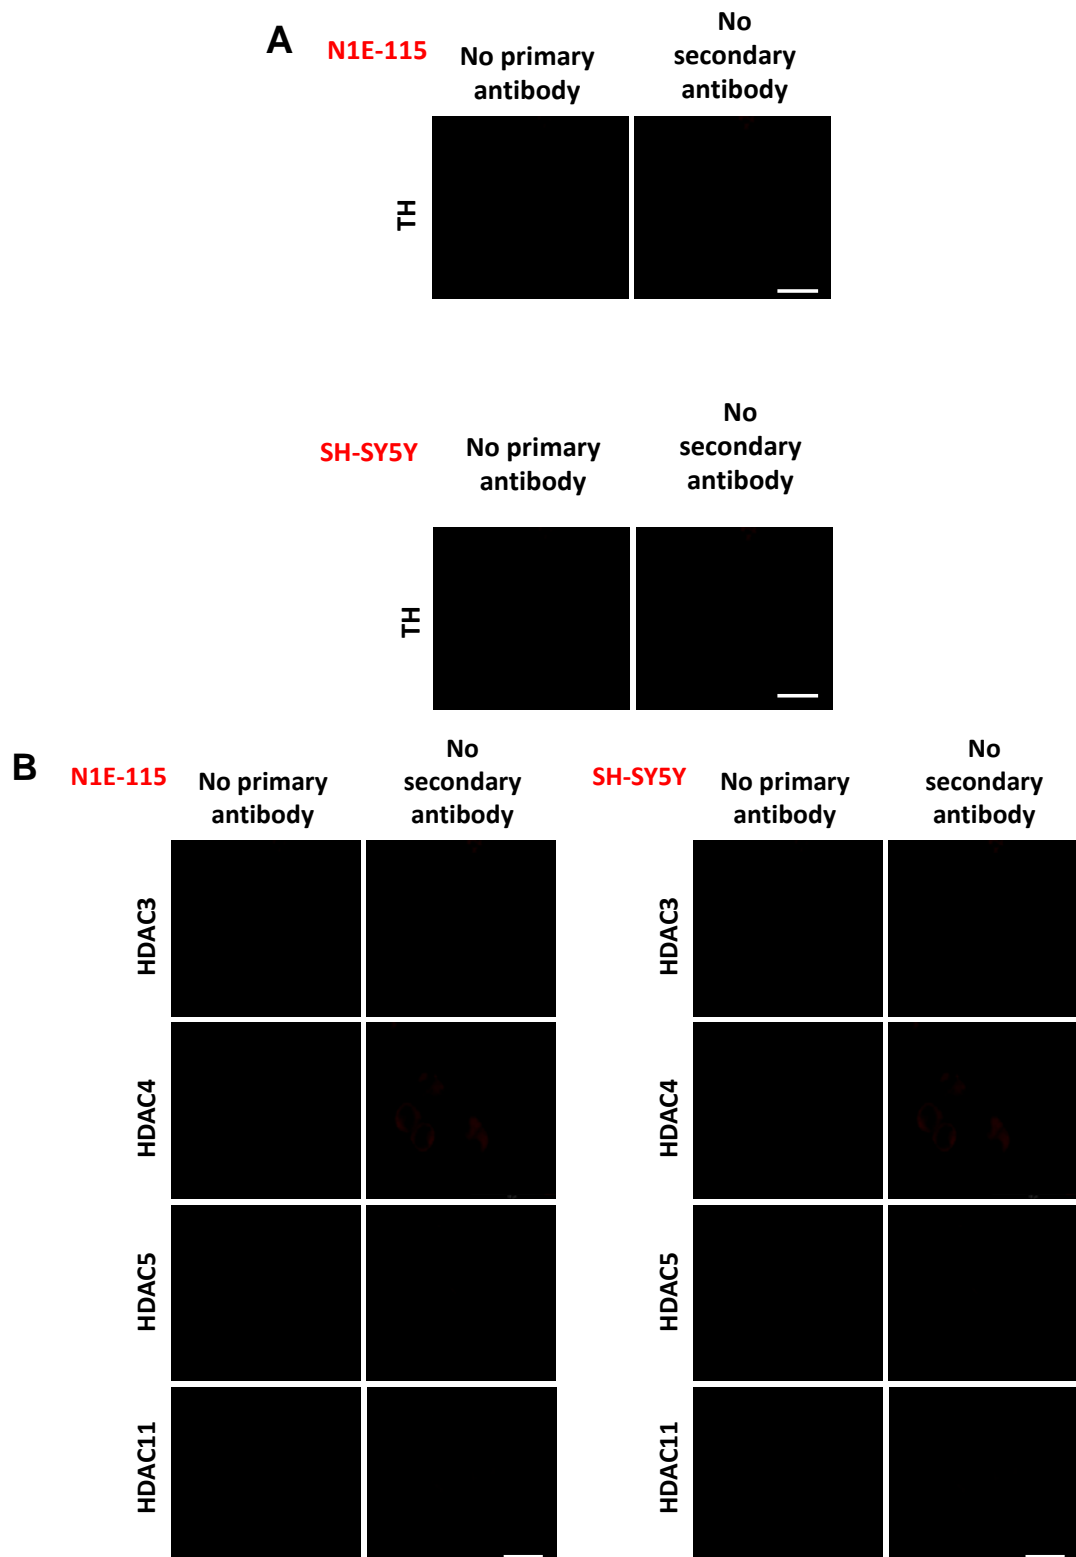 A
N1E-115
No primary
antibody
No
secondary
antibody
TH
SH-SY5Y
No primary
antibody
No
secondary
antibody
TH
B
N1E-115
No primary
antibody
No
secondary
antibody
HDAC3
HDAC4
HDAC5
HDAC11
SH-SY5Y
No primary
antibody
No
secondary
antibody
HDAC3
HDAC4
HDAC5
HDAC11